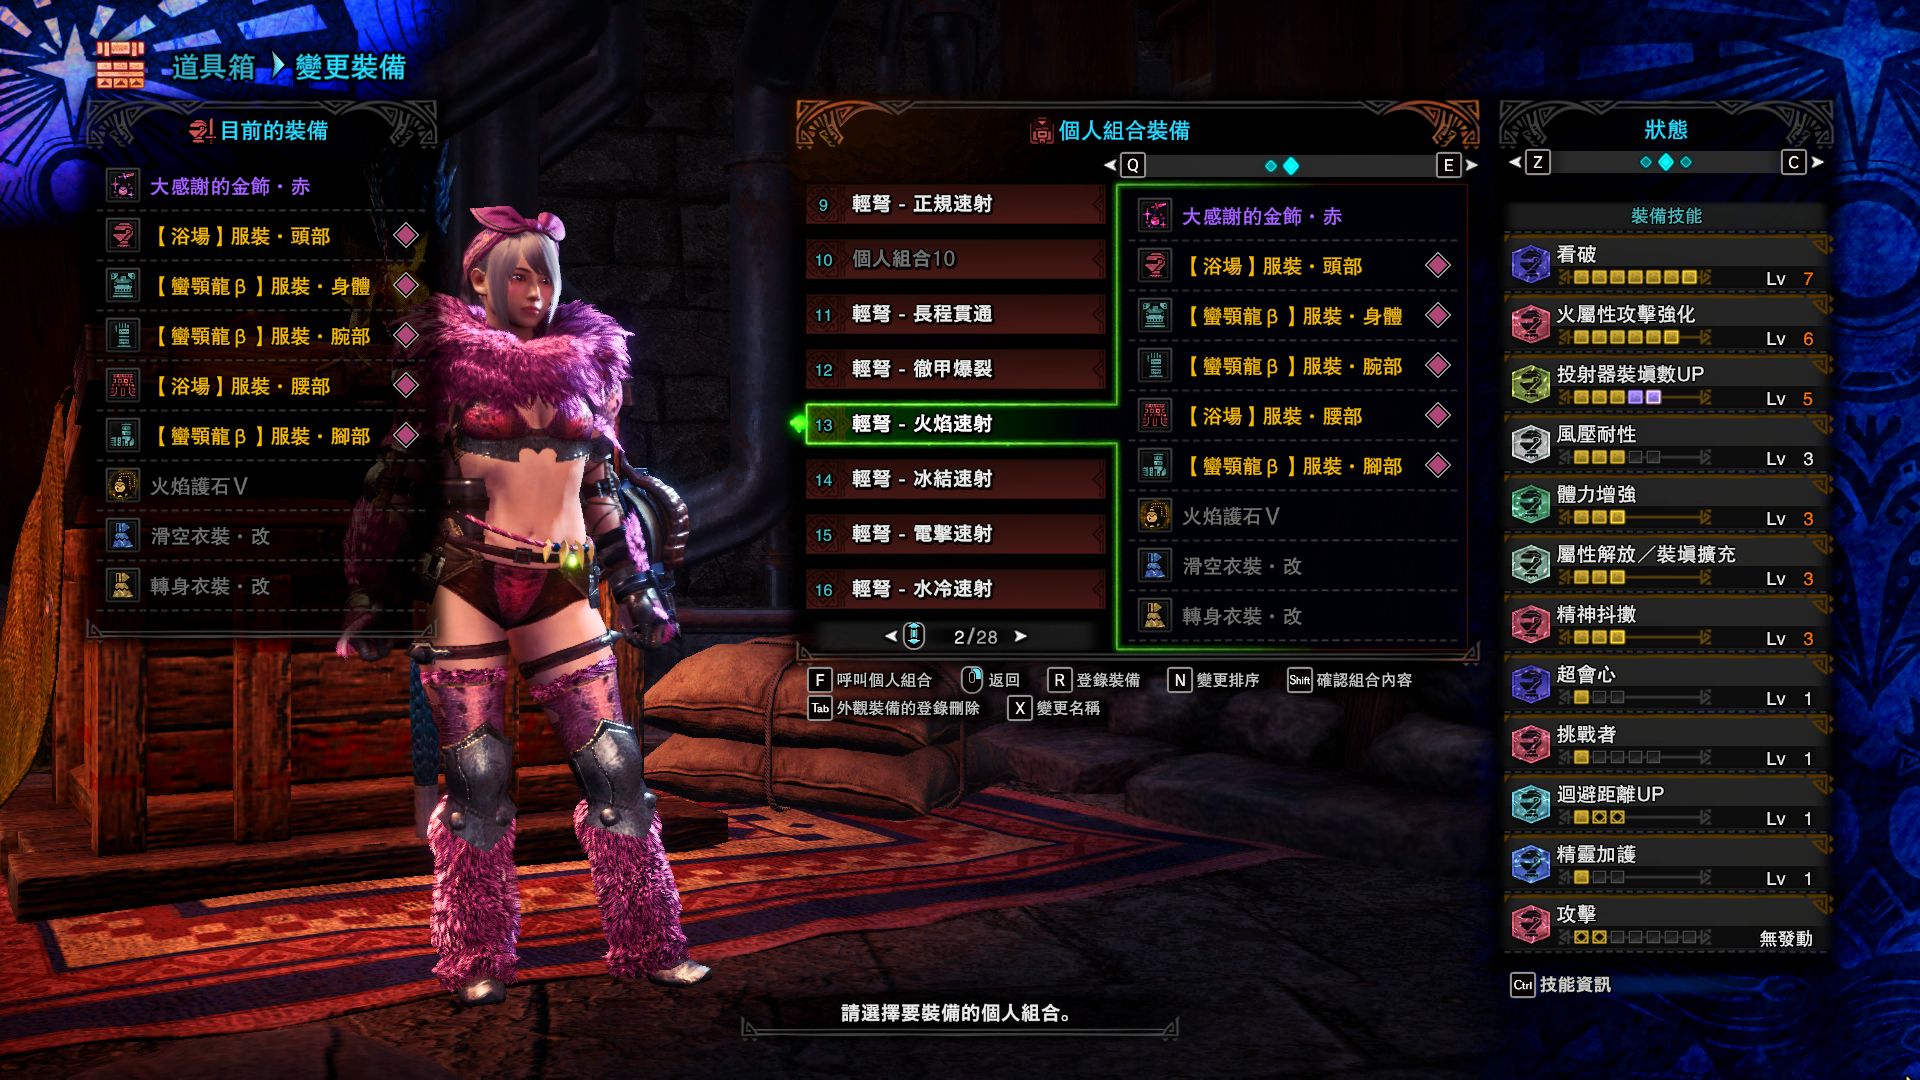 道具箱 變更裝備
目前的裝備
大感謝的金飾・赤
【浴場】服裝・頭部
【蠻顎龍β】服裝・身體
【蠻顎龍β】服裝・腕部
【浴場】服裝・腰部
【蠻顎龍β】服裝・腳部
火焰護石Ⅴ
滑空衣裝・改
轉身衣裝・改
個人組合裝備
Q E
9 輕弩 - 正規速射
10 個人組合10
11 輕弩 - 長程貫通
12 輕弩 - 徹甲爆裂
13 輕弩 - 火焰速射
14 輕弩 - 冰結速射
15 輕弩 - 電擊速射
16 輕弩 - 水冷速射
2/28
大感謝的金飾・赤
【浴場】服裝・頭部
【蠻顎龍β】服裝・身體
【蠻顎龍β】服裝・腕部
【浴場】服裝・腰部
【蠻顎龍β】服裝・腳部
火焰護石Ⅴ
滑空衣裝・改
轉身衣裝・改
F 呼叫個人組合 返回 R 登錄裝備 N 變更排序 Shift 確認組合內容
Tab 外觀裝備的登錄刪除 X 變更名稱
狀態
Z C
裝備技能
看破
Lv 7
火屬性攻擊強化
Lv 6
投射器裝填數UP
Lv 5
風壓耐性
Lv 3
體力增強
Lv 3
屬性解放／裝填擴充
Lv 3
精神抖擻
Lv 3
超會心
Lv 1
挑戰者
Lv 1
迴避距離UP
Lv 1
精靈加護
Lv 1
攻擊
無發動
Ctrl 技能資訊
請選擇要裝備的個人組合。